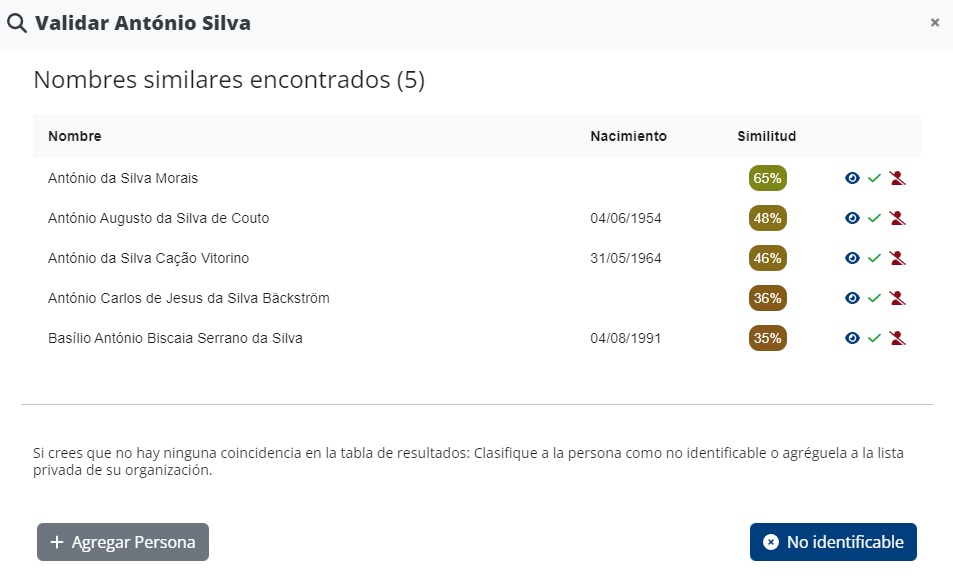 Validar António Silva
×
Nombres similares encontrados (5)
Nombre Nacimiento Similitud
António da Silva Morais 65%
António Augusto da Silva de Couto 04/06/1954 48%
António da Silva Cação Vitorino 31/05/1964 46%
António Carlos de Jesus da Silva Bäckström 36%
Basílio António Biscaia Serrano da Silva 04/08/1991 35%
Si crees que no hay ninguna coincidencia en la tabla de resultados: Clasifique a la persona como no identificable o agréguela a la lista
privada de su organización.
+ Agregar Persona
No identificable